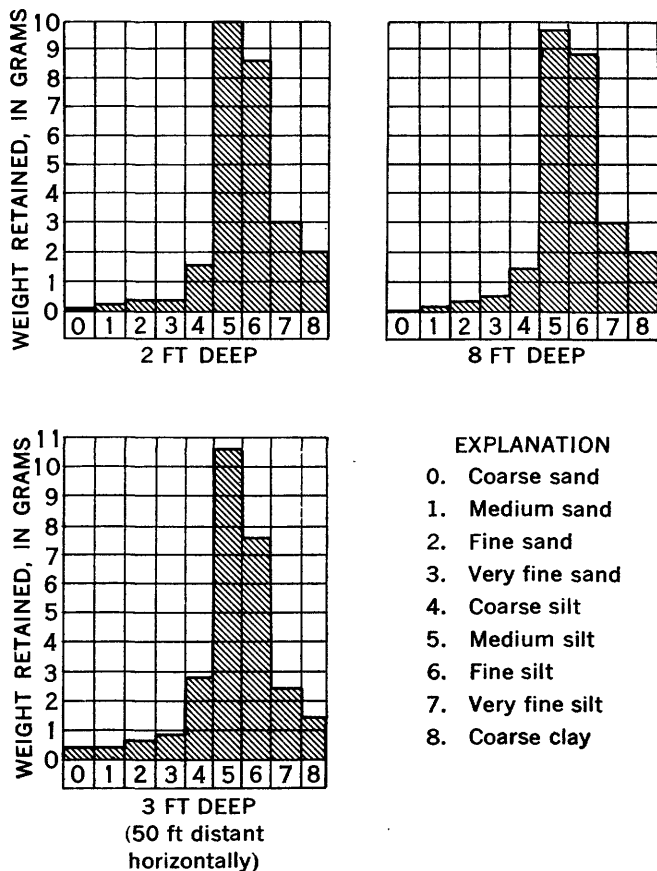 WEIGHT RETAINED, IN GRAMS
10
9
8
7
6
5
4
3
2
1
0
0 1 2 3 4 5 6 7 8
2 FT DEEP
0 1 2 3 4 5 6 7 8
8 FT DEEP
WEIGHT RETAINED, IN GRAMS
11
10
9
8
7
6
5
4
3
2
1
0
0 1 2 3 4 5 6 7 8
3 FT DEEP
(50 ft distant
horizontally)
EXPLANATION
0. Coarse sand
1. Medium sand
2. Fine sand
3. Very fine sand
4. Coarse silt
5. Medium silt
6. Fine silt
7. Very fine silt
8. Coarse clay